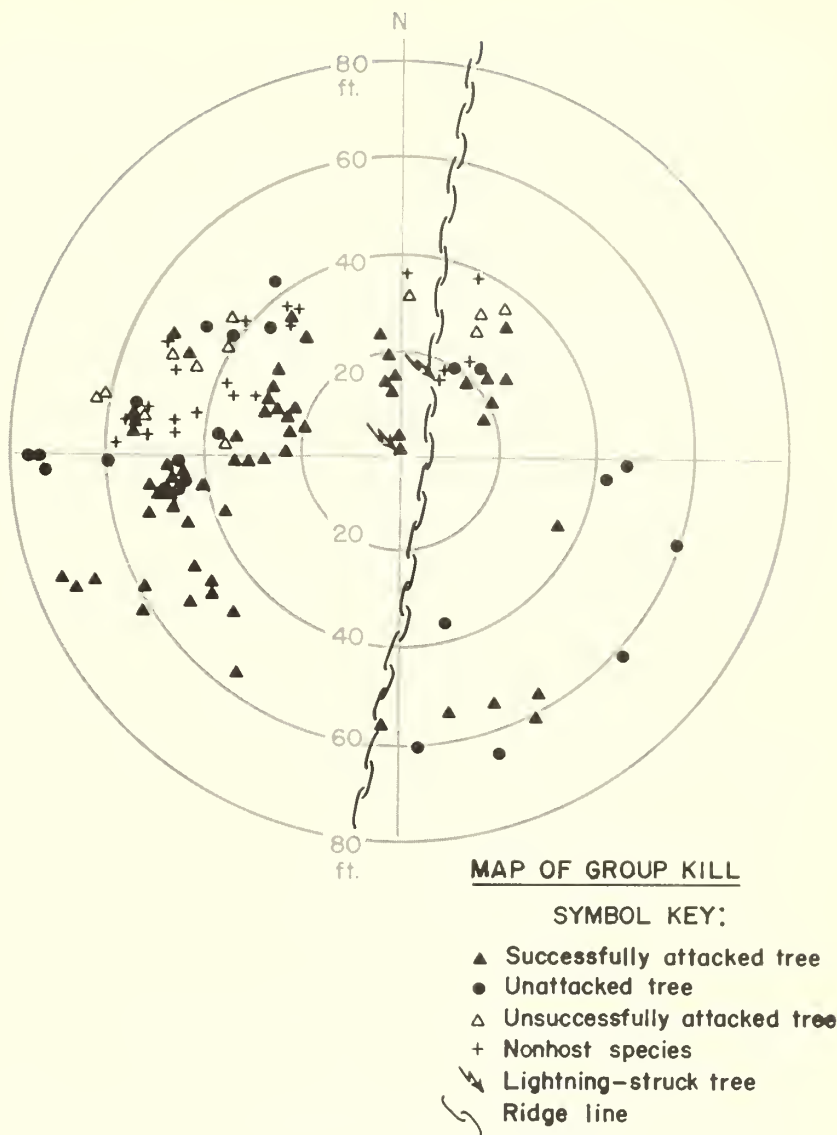 N
80
ft.
60
40
20
20
40
60
80
ft.
MAP OF GROUP KILL
SYMBOL KEY:
Successfully attacked tree
Unattacked tree
Unsuccessfully attacked tree
Nonhost species
Lightning-struck tree
Ridge line